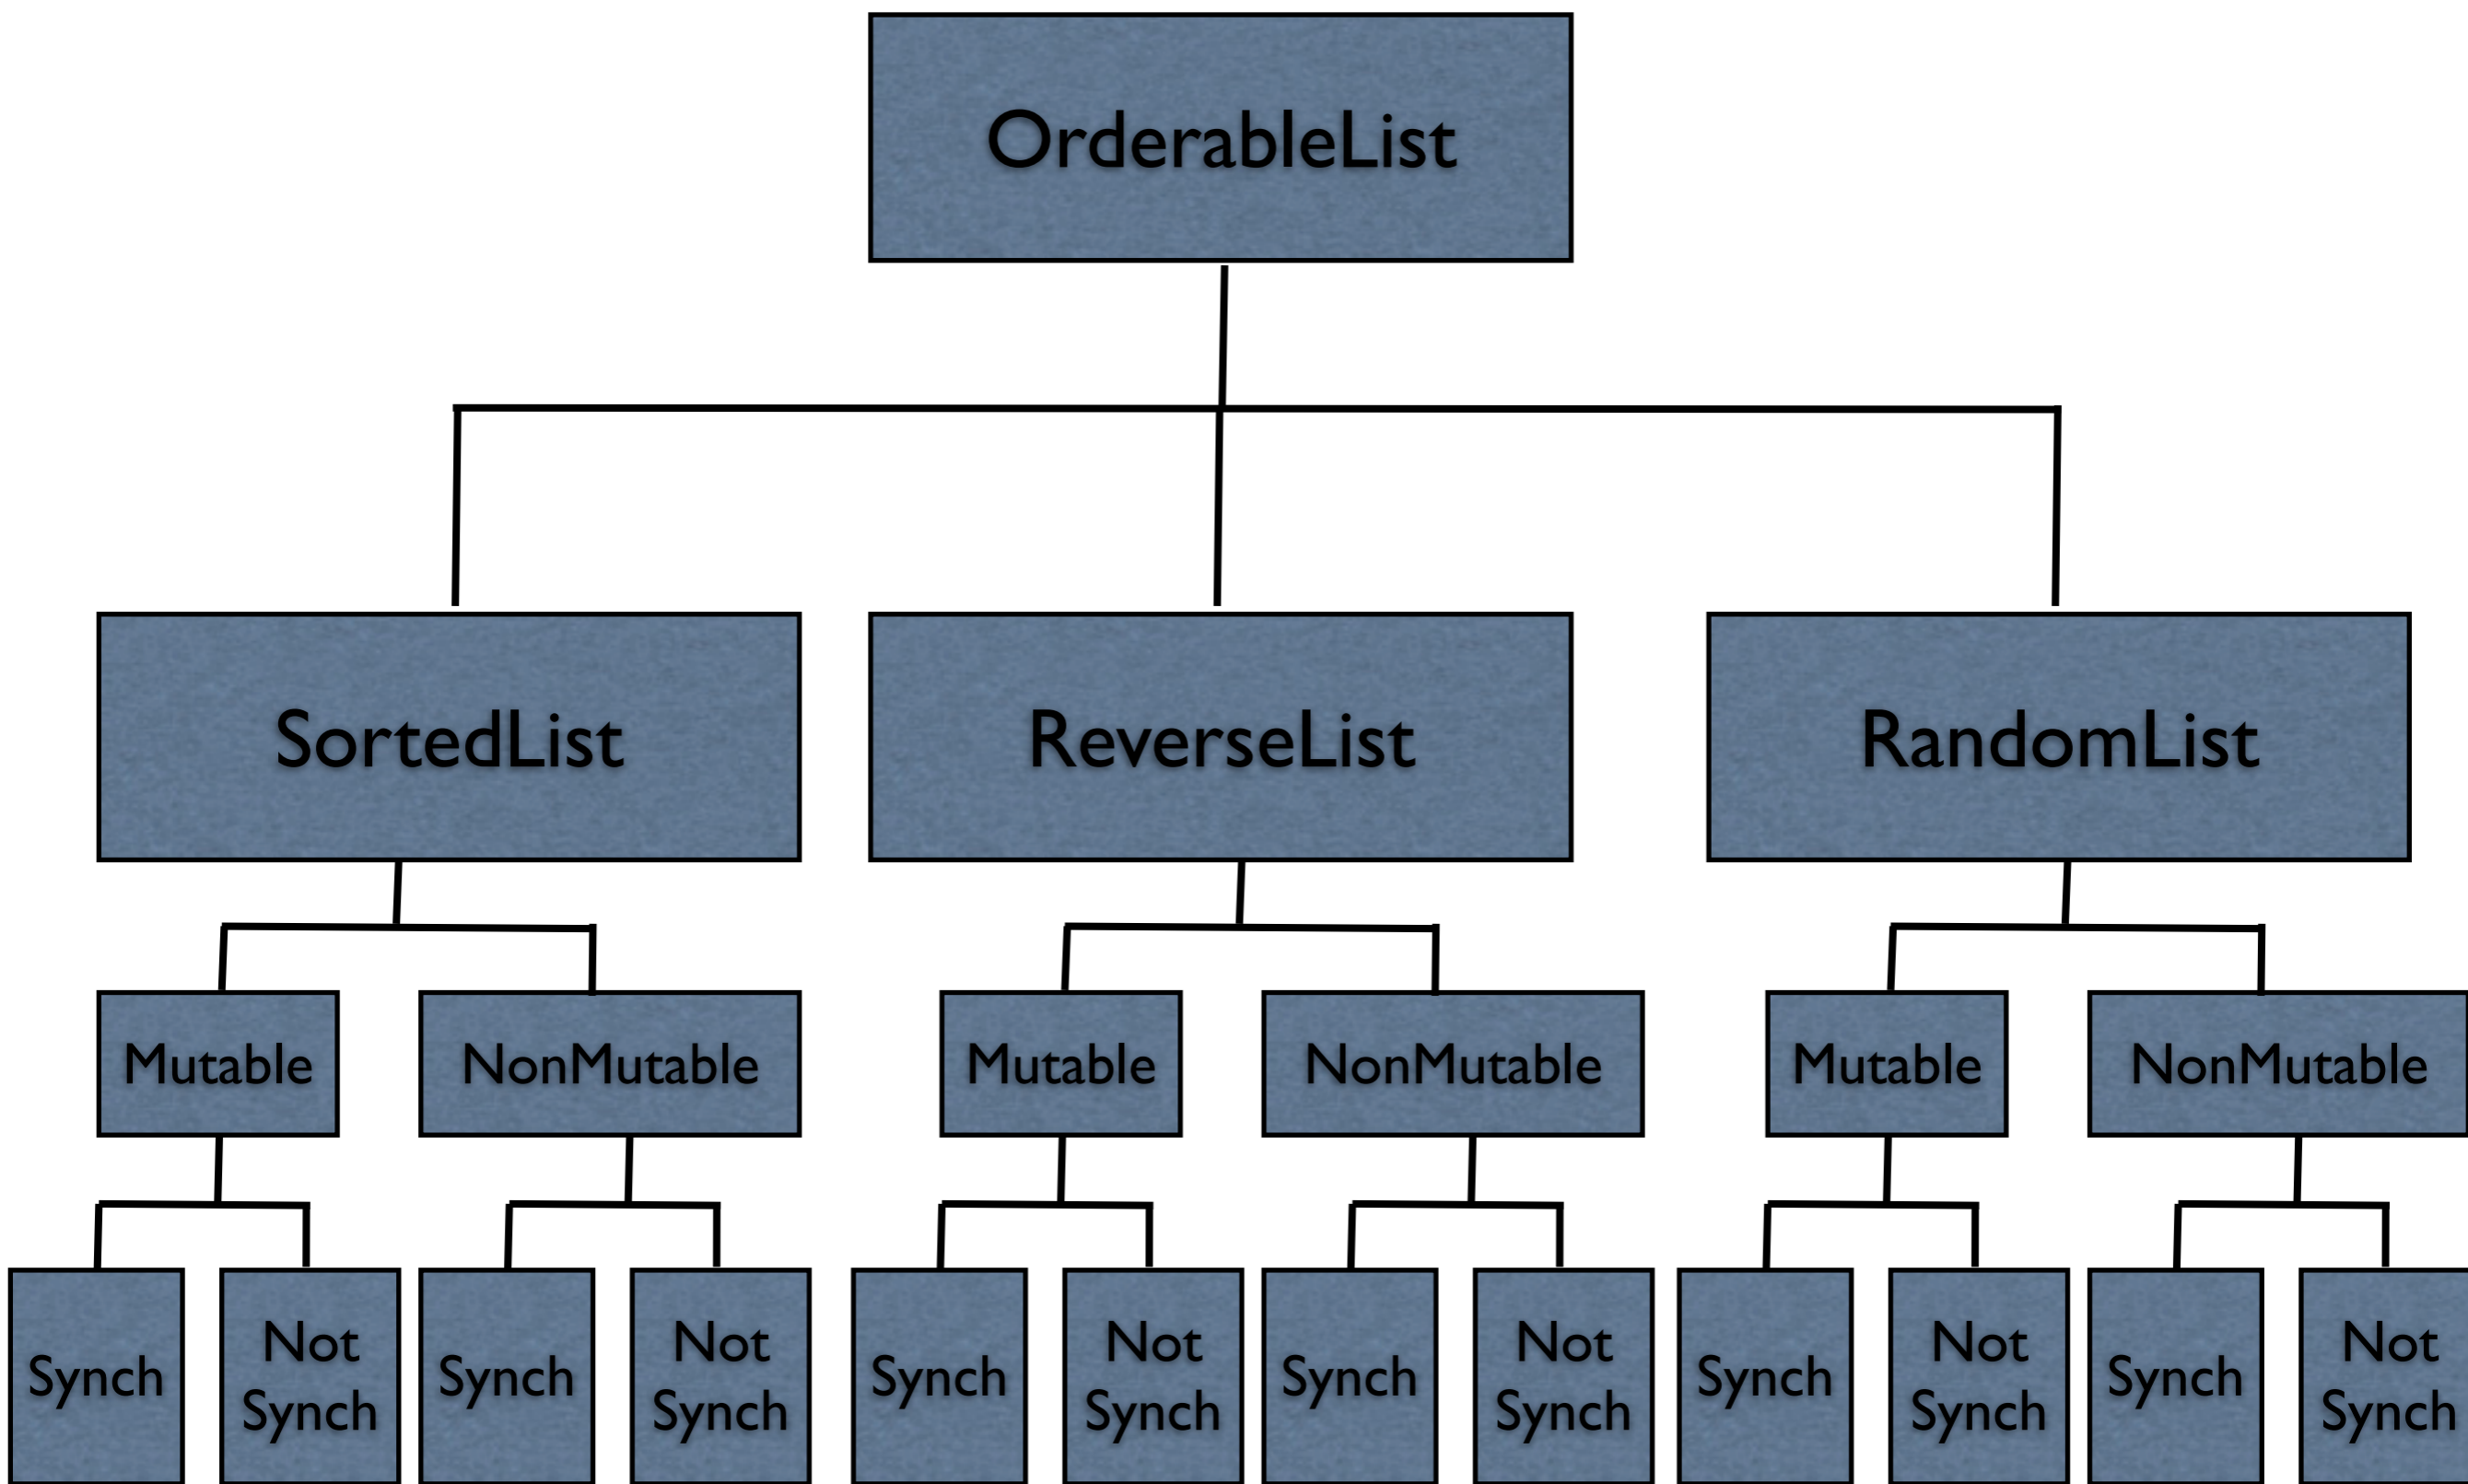 OrderableList
SortedList
ReverseList
RandomList
Mutable
NonMutable
Mutable
NonMutable
Mutable
NonMutable
Synch
Not
Synch
Synch
Not
Synch
Synch
Not
Synch
Synch
Not
Synch
Synch
Not
Synch
Synch
Not
Synch